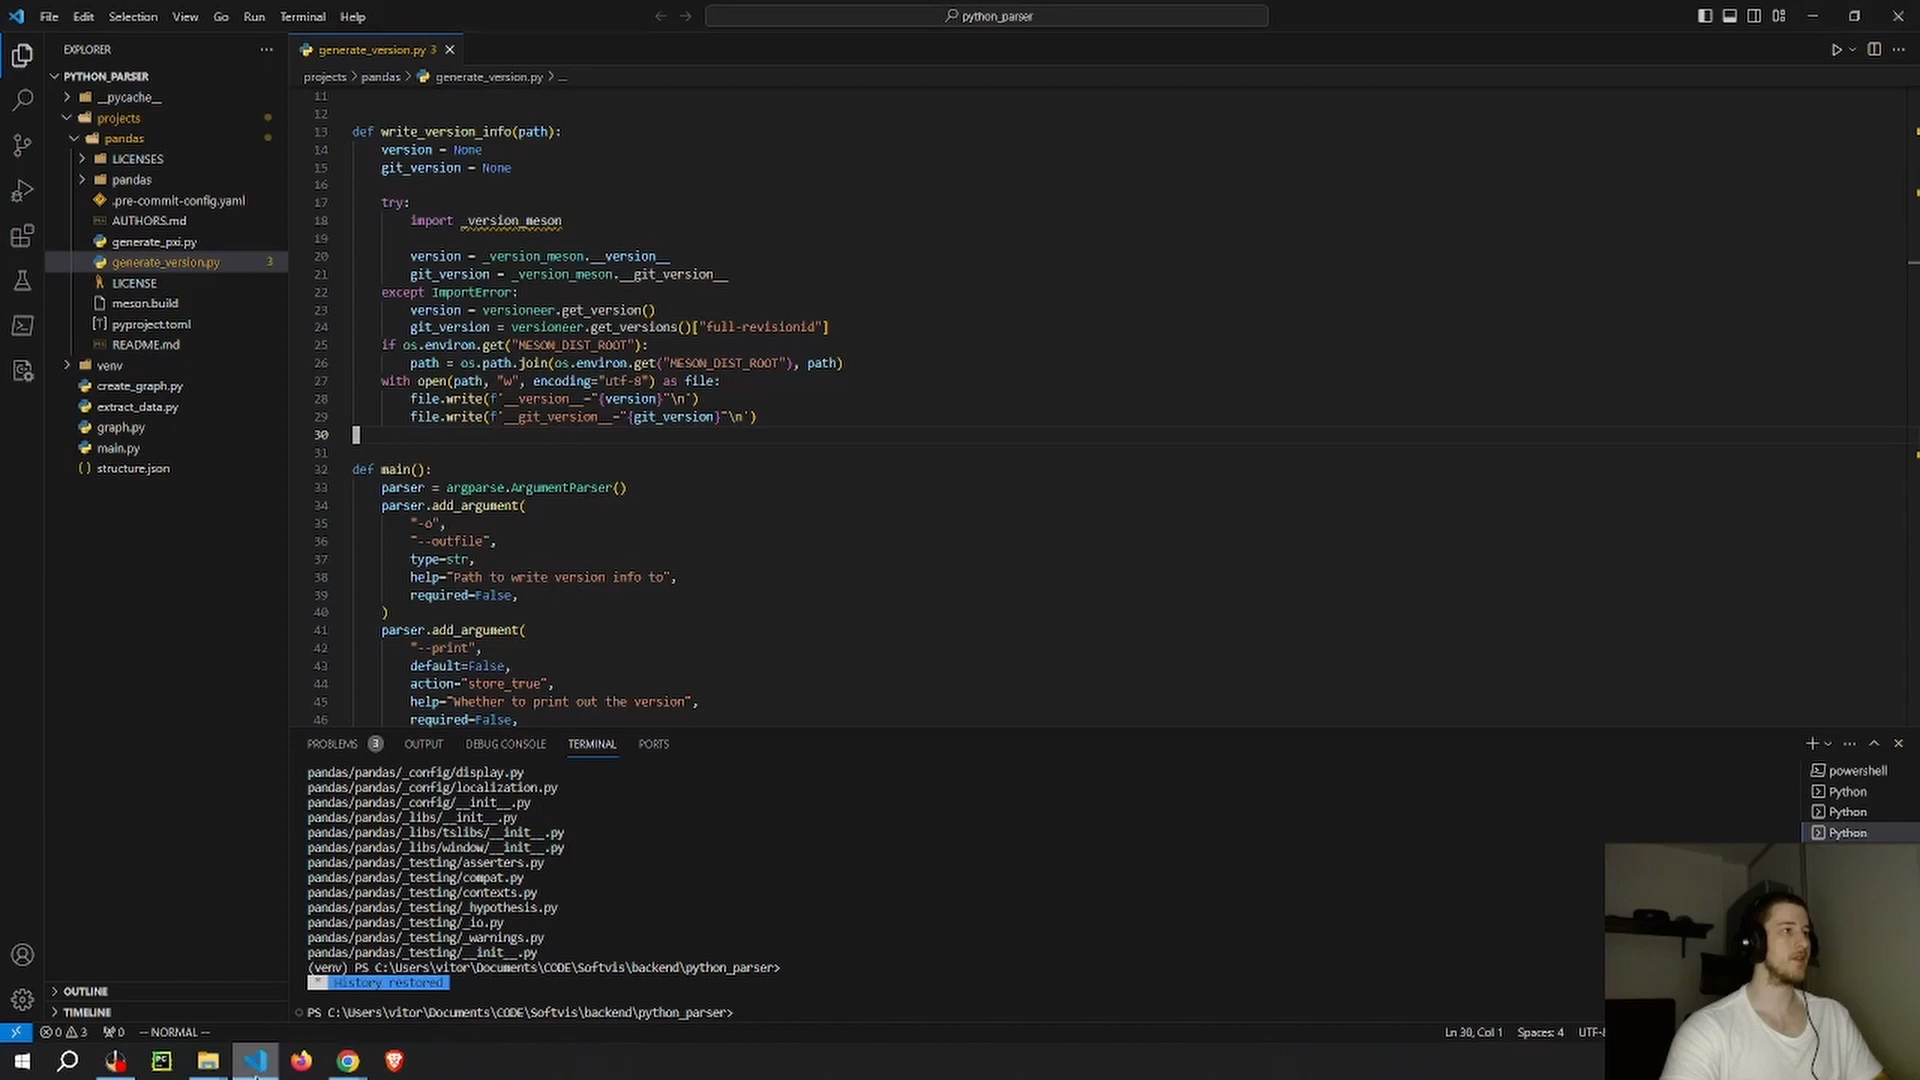 File Edit Selection View Go Run Terminal Help
python_parser
EXPLORER
PYTHON_PARSER
__pycache__
projects
pandas
LICENSES
pandas
.pre-commit-config.yaml
AUTHORS.md
generate_pxi.py
generate_version.py 3
LICENSE
meson.build
pyproject.toml
README.md
venv
create_graph.py
extract_data.py
graph.py
main.py
structure.json
OUTLINE
TIMELINE
generate_version.py 3
projects > pandas > generate_version.py > ...
11
12
13 def write_version_info(path):
14 version = None
15 git_version = None
16
17 try:
18 import _version_meson
19
20 version = _version_meson.__version__
21 git_version = _version_meson.__git_version__
22 except ImportError:
23 version = versioneer.get_version()
24 git_version = versioneer.get_versions()["full-revisionid"]
25 if os.environ.get("MESON_DIST_ROOT"):
26 path = os.path.join(os.environ.get("MESON_DIST_ROOT"), path)
27 with open(path, "w", encoding="utf-8") as file:
28 file.write(f'__version__="{version}"\n')
29 file.write(f'__git_version__="{git_version}"\n')
30
31
32 def main():
33 parser = argparse.ArgumentParser()
34 parser.add_argument(
35 "-o",
36 "--outfile",
37 type=str,
38 help="Path to write version info to",
39 required=False,
40 )
41 parser.add_argument(
42 "--print",
43 default=False,
44 action="store_true",
45 help="Whether to print out the version",
46 required=False,
PROBLEMS 3 OUTPUT DEBUG CONSOLE TERMINAL PORTS
pandas/pandas/_config/display.py
pandas/pandas/_config/localization.py
pandas/pandas/_config/__init__.py
pandas/pandas/_libs/__init__.py
pandas/pandas/_libs/tslibs/__init__.py
pandas/pandas/_libs/window/__init__.py
pandas/pandas/_testing/asserters.py
pandas/pandas/_testing/compat.py
pandas/pandas/_testing/contexts.py
pandas/pandas/_testing/_hypothesis.py
pandas/pandas/_testing/_io.py
pandas/pandas/_testing/_warnings.py
pandas/pandas/_testing/__init__.py
(venv) PS C:\Users\vitor\Documents\CODE\Softvis\backend\python_parser>
* History restored
PS C:\Users\vitor\Documents\CODE\Softvis\backend\python_parser>
powershell
Python
Python
Python
0 3 0 -- NORMAL -- Ln 30, Col 1 Spaces: 4 UTF-8
PC